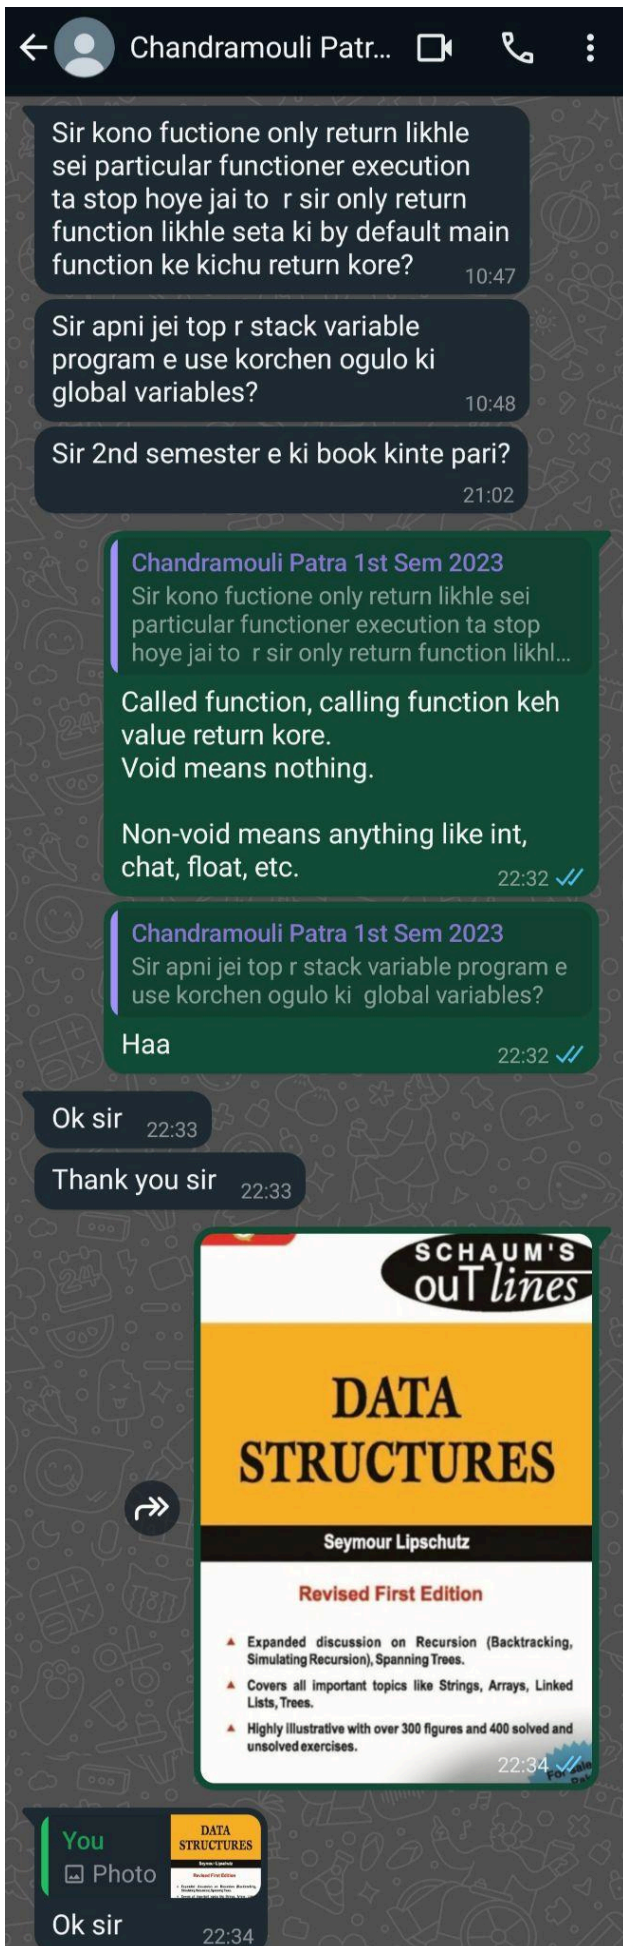 Chandramouli Patr...
Sir kono fuctione only return likhle
sei particular functioner execution
ta stop hoye jai to  r sir only return
function likhle seta ki by default main
function ke kichu return kore?
10:47
Sir apni jei top r stack variable
program e use korchen ogulo ki
global variables?
10:48
Sir 2nd semester e ki book kinte pari?
21:02
Chandramouli Patra 1st Sem 2023
Sir kono fuctione only return likhle sei
particular functioner execution ta stop
hoye jai to  r sir only return function likhl...
Called function, calling function keh
value return kore.
Void means nothing.
Non-void means anything like int,
chat, float, etc.
22:32
Chandramouli Patra 1st Sem 2023
Sir apni jei top r stack variable program e
use korchen ogulo ki  global variables?
Haa
22:32
Ok sir
22:33
Thank you sir
22:33
SCHAUM'S
ouTlines
DATA
STRUCTURES
Seymour Lipschutz
Revised First Edition
Expanded discussion on Recursion (Backtracking,
Simulating Recursion), Spanning Trees.
Covers all important topics like Strings, Arrays, Linked
Lists, Trees.
Highly illustrative with over 300 figures and 400 solved and
unsolved exercises.
22:34
You
Photo
DATA
STRUCTURES
Ok sir
22:34